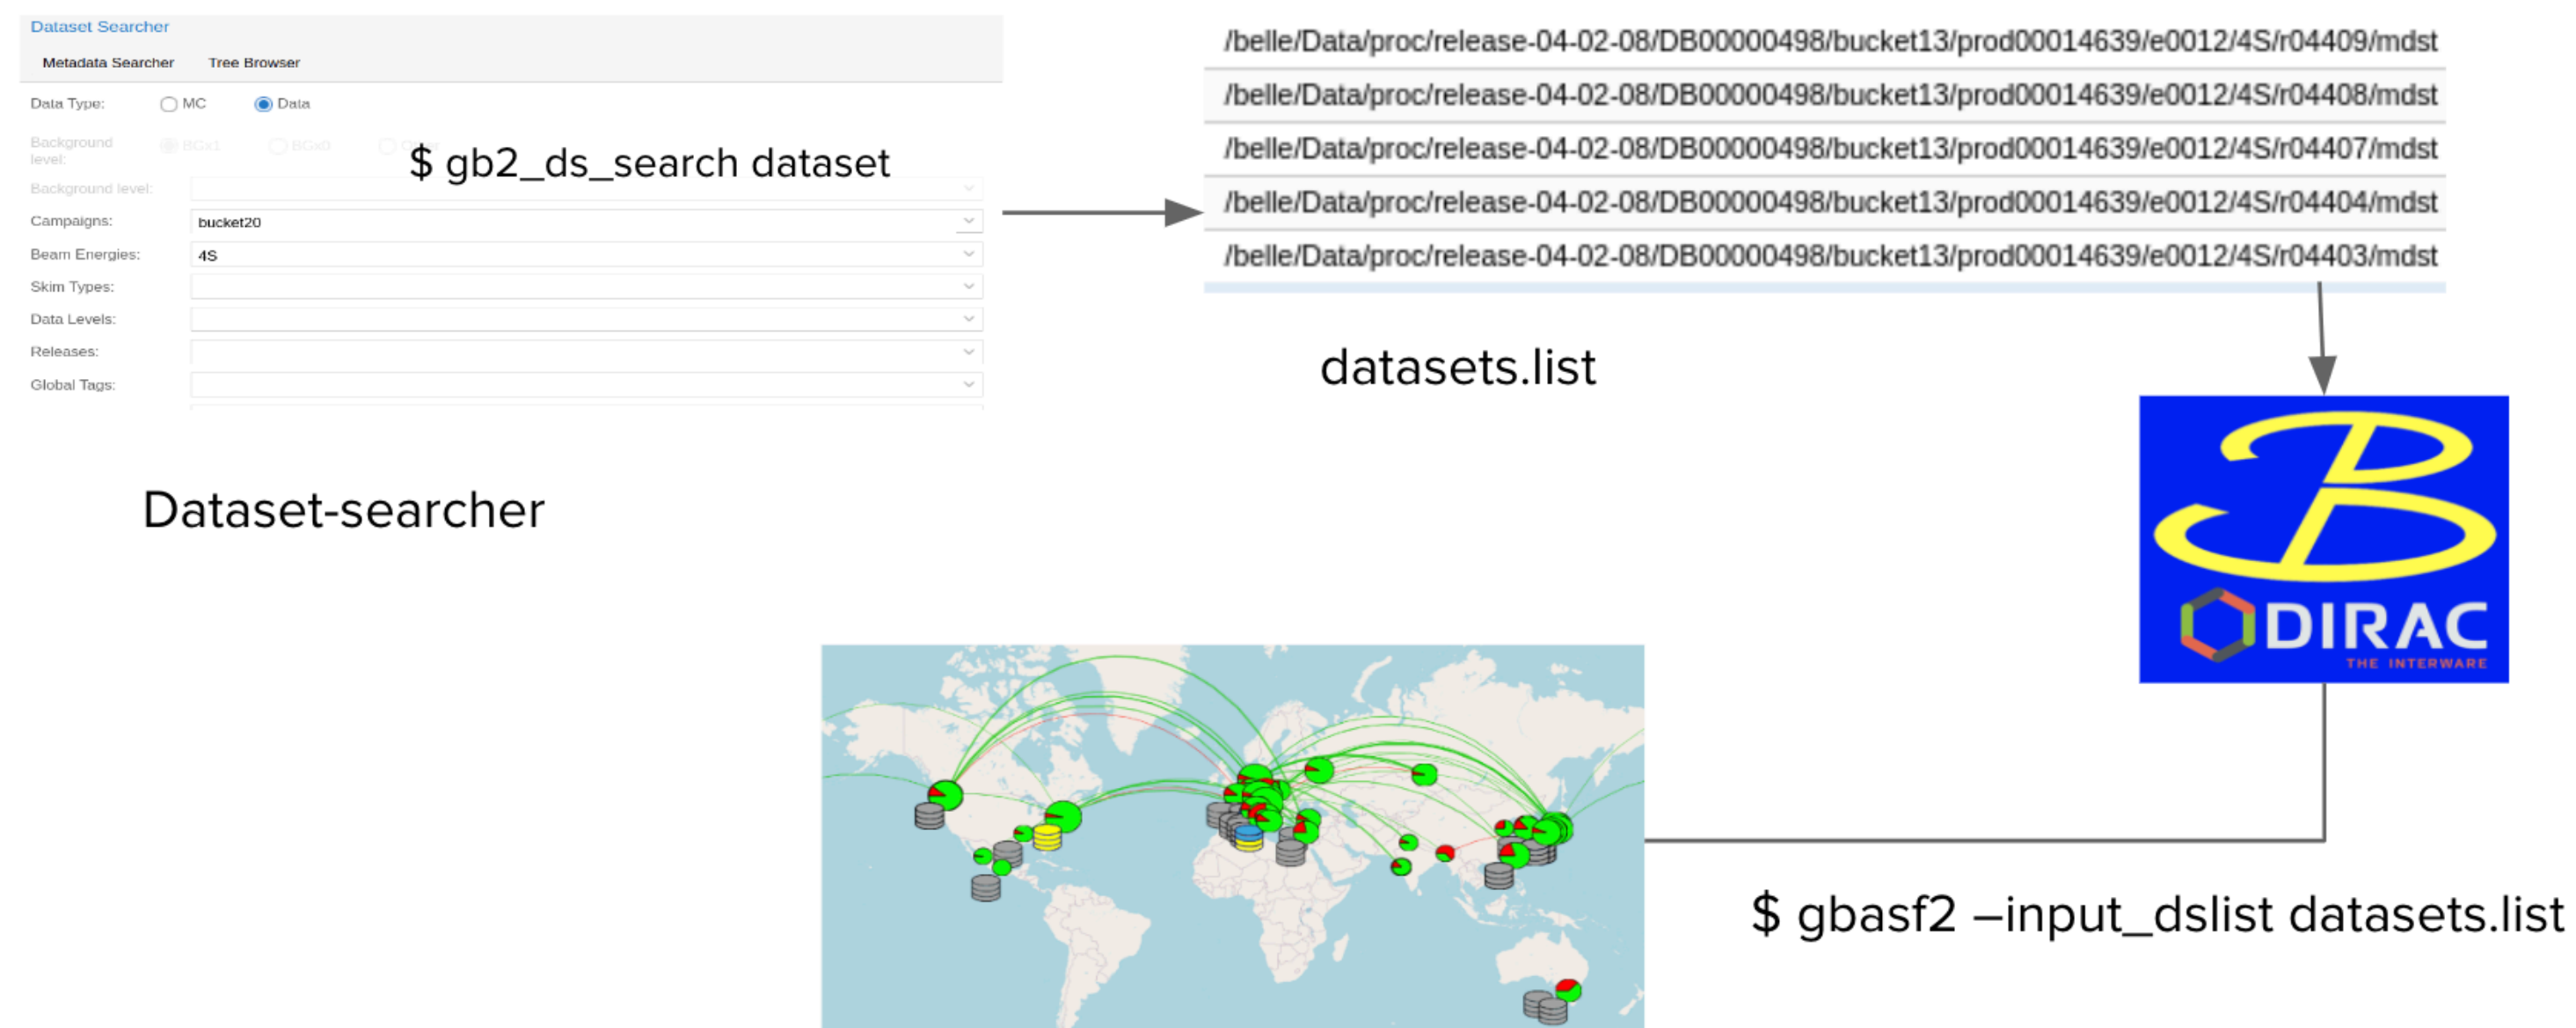 Dataset Searcher
Metadata Searcher Tree Browser
Data Type: MC Data
Background level: BGx1 BGx0
$ gb2_ds_search dataset
Background level:
Campaigns: bucket20
Beam Energies: 4S
Skim Types:
Data Levels:
Releases:
Global Tags:
Dataset-searcher
/belle/Data/proc/release-04-02-08/DB00000498/bucket13/prod00014639/e0012/4S/r04409/mdst
/belle/Data/proc/release-04-02-08/DB00000498/bucket13/prod00014639/e0012/4S/r04408/mdst
/belle/Data/proc/release-04-02-08/DB00000498/bucket13/prod00014639/e0012/4S/r04407/mdst
/belle/Data/proc/release-04-02-08/DB00000498/bucket13/prod00014639/e0012/4S/r04404/mdst
/belle/Data/proc/release-04-02-08/DB00000498/bucket13/prod00014639/e0012/4S/r04403/mdst
datasets.list
B
DIRAC
THE INTERWARE
$ gbasf2 –input_dslist datasets.list